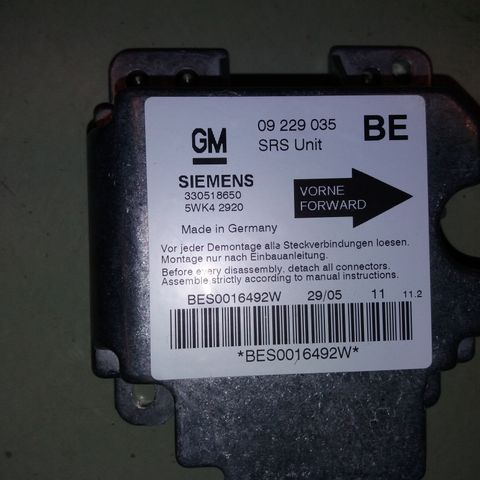 GM
09 229 035
SRS Unit
BE
SIEMENS
330518650
5WK4 2920
VORNE
FORWARD
Made in Germany
Vor jeder Demontage alla Steckverbindungen loesen.
Montage nur nach Einbauanleitung.
Before every disassembly, detach all connectors.
Assemble strictly according to manual instructions.
BES0016492W 29/05 11 11.2
*BES0016492W*